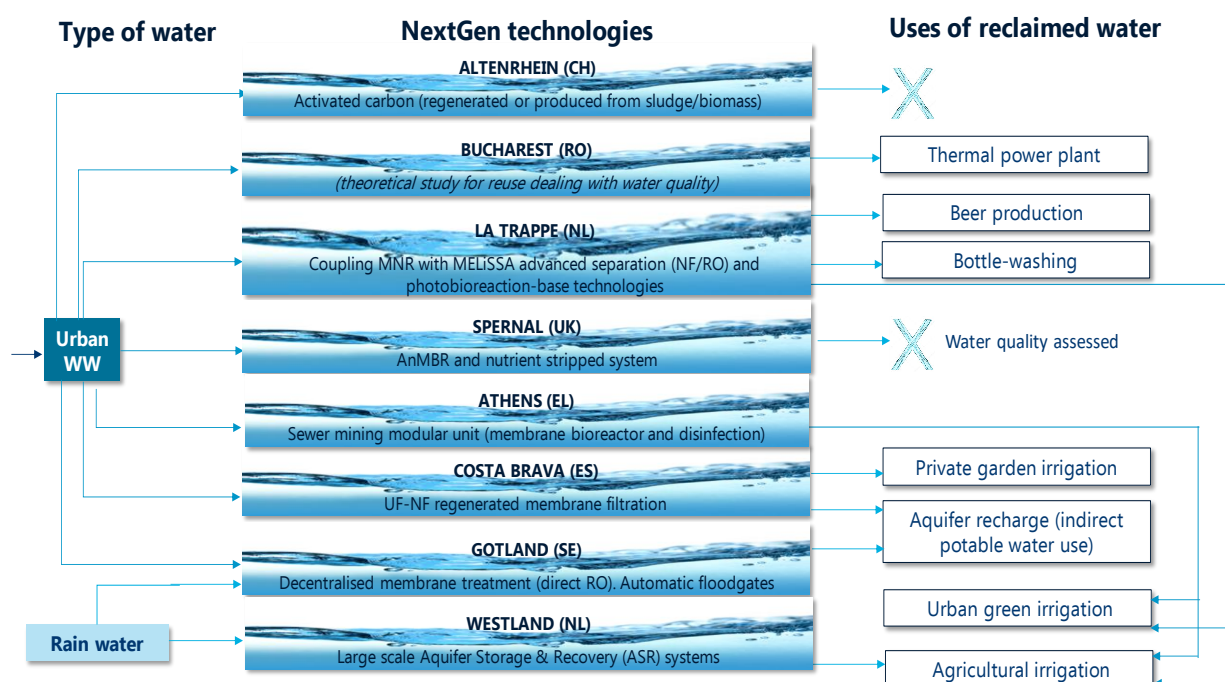 Type of water
NextGen technologies
Uses of reclaimed water
ALTENRHEIN (CH)
Activated carbon (regenerated or produced from sludge/biomass)
BUCHAREST (RO)
(theoretical study for reuse dealing with water quality)
Thermal power plant
LA TRAPPE (NL)
Coupling MNR with MELiSSA advanced separation (NF/RO) and
photobioreaction-base technologies
Beer production
Bottle-washing
Urban
WW
SPERNAL (UK)
AnMBR and nutrient stripped system
Water quality assessed
ATHENS (EL)
Sewer mining modular unit (membrane bioreactor and disinfection)
COSTA BRAVA (ES)
UF-NF regenerated membrane filtration
Private garden irrigation
Aquifer recharge (indirect
potable water use)
GOTLAND (SE)
Decentralised membrane treatment (direct RO). Automatic floodgates
Urban green irrigation
Rain water
WESTLAND (NL)
Large scale Aquifer Storage & Recovery (ASR) systems
Agricultural irrigation